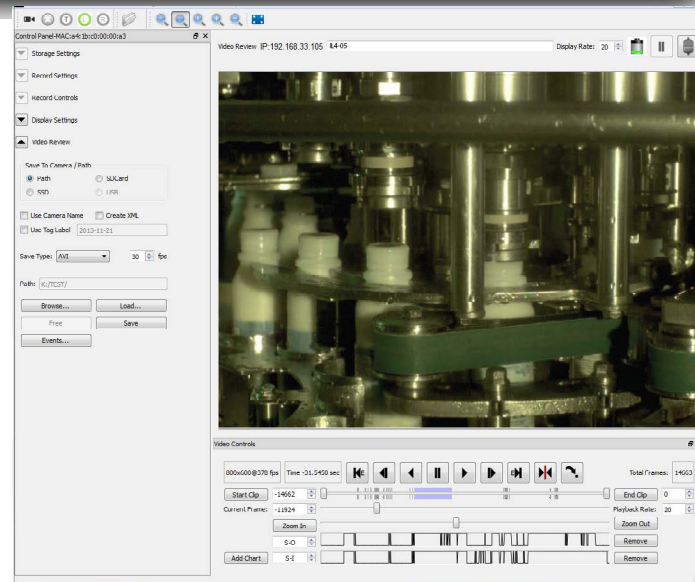 Control Panel-MAC:a4:1b:c0:00:00:a3
Storage Settings
Record Settings
Record Controls
Display Settings
Video Review
Save To Camera / Path
Path
SDCard
SSD
USB
Use Camera Name
Create XML
Use Tag Label
2013-11-21
Save Type:
AVI
30
fps
Path:
K:/TEST/
Browse...
Load...
Free
Save
Events...
Video Review IP:192.168.33.105
IL4-05
Display Rate: 20
Video Controls
800x600@378 fps
Time -31.5450 sec
Total Frames: 14663
Start Clip
-14662
End Clip
0
Current Frame:
-11924
Playback Rate: 20
Zoom In
Zoom Out
S-O
Remove
Add Chart
S-I
Remove